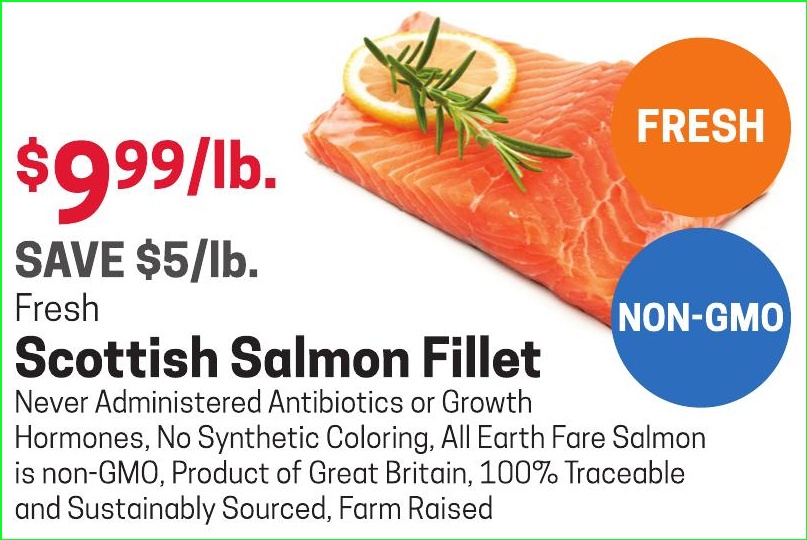 $9.99/lb.
SAVE $5/lb.
Fresh
Scottish Salmon Fillet
Never Administered Antibiotics or Growth
Hormones, No Synthetic Coloring, All Earth Fare Salmon
is non-GMO, Product of Great Britain, 100% Traceable
and Sustainably Sourced, Farm Raised
FRESH
NON-GMO